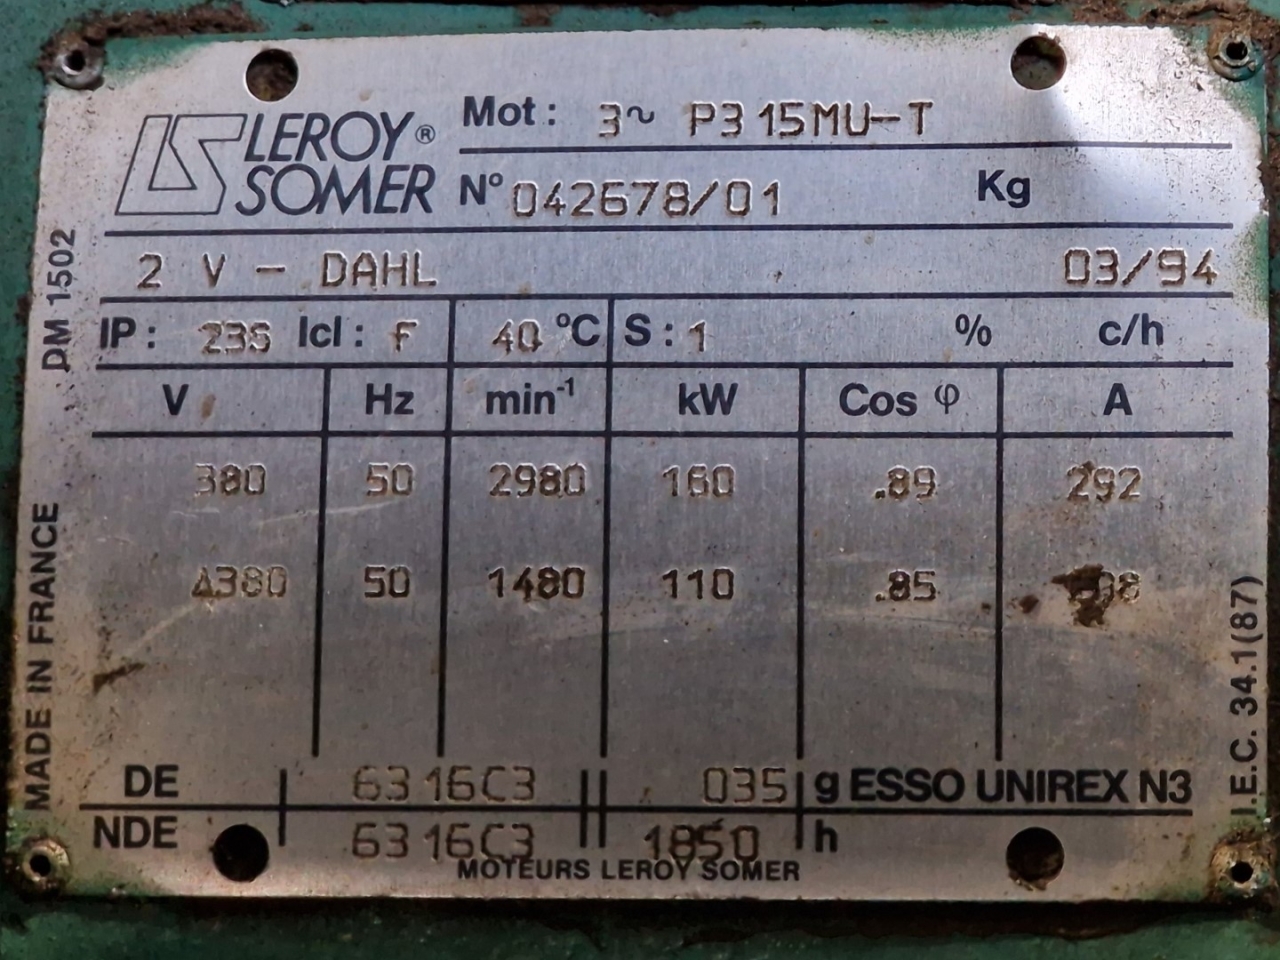 LEROY® SOMER
Mot : 3~ P315MU-T
N° 042678/01 Kg
2 V - DAHL 03/94
IP : 235 Icl : F 40 °C S : 1 % c/h
V Hz min-1 kW Cos φ A
380 50 2980 160 .89 292
Δ380 50 1480 110 .85
DE 6316C3 035 g ESSO UNIREX N3
NDE 6316C3 1850 h
MOTEURS LEROY SOMER
DM 1502
MADE IN FRANCE
I.E.C. 34.1(87)